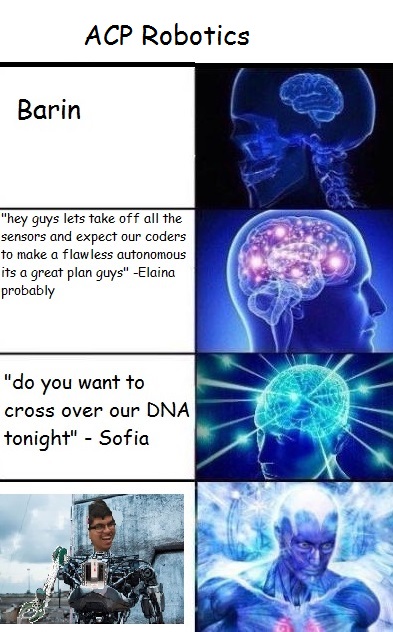 ACP Robotics
Barin
"hey guys lets take off all the
sensors and expect our coders
to make a flawless autonomous
its a great plan guys" -Elaina
probably
"do you want to
cross over our DNA
tonight" - Sofia